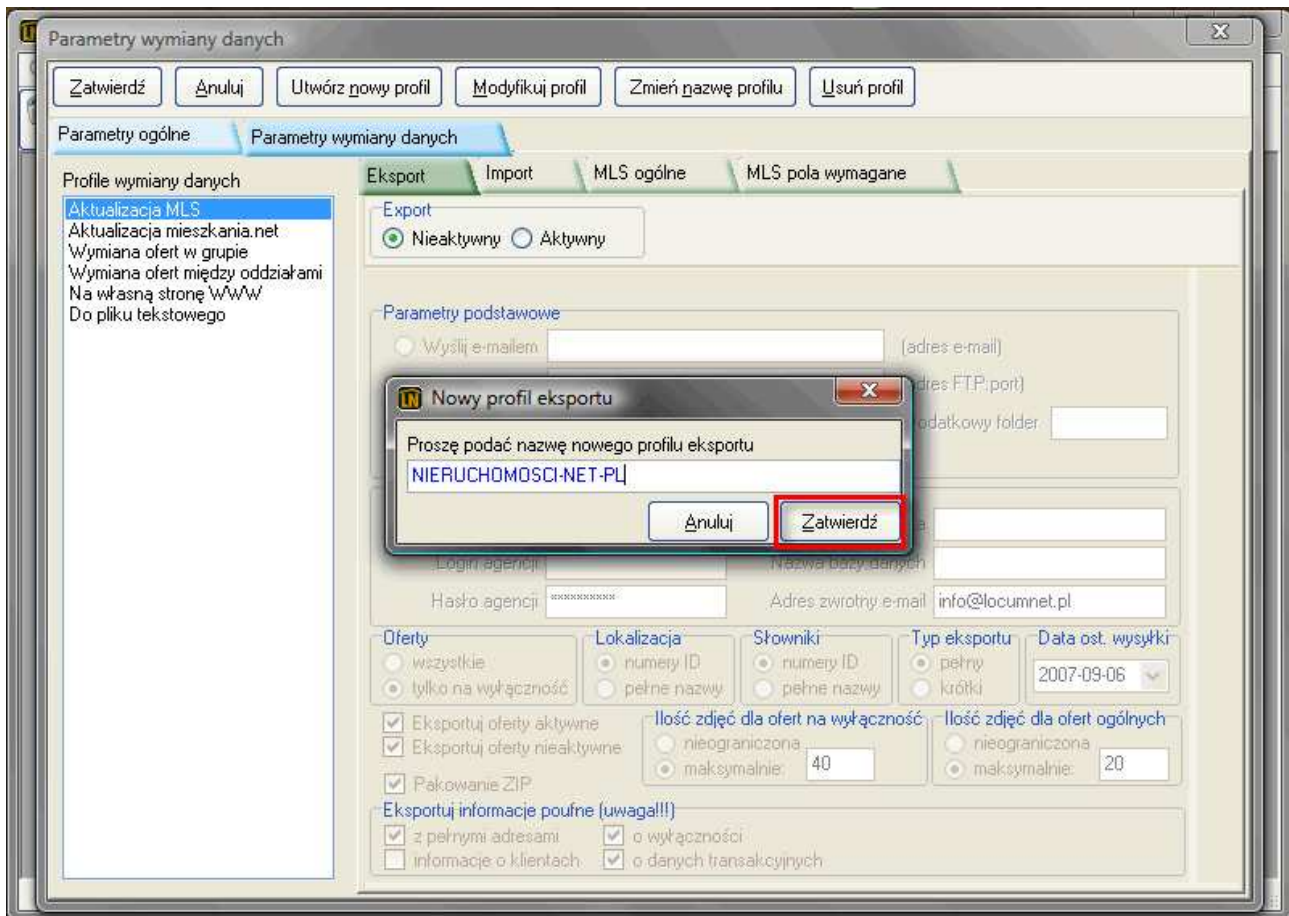 Parametry wymiany danych
Zatwierdź Anuluj Utwórz nowy profil Modyfikuj profil Zmień nazwę profilu Usuń profil
Parametry ogólne Parametry wymiany danych
Profile wymiany danych
Aktualizacja MLS
Aktualizacja mieszkania.net
Wymiana ofert w grupie
Wymiana ofert między oddziałami
Na własną stronę WWW
Do pliku tekstowego
Eksport Import MLS ogólne MLS pola wymagane
Export
Nieaktywny Aktywny
Parametry podstawowe
Wyślij e-mailem (adres e-mail)
adres FTP:port)
odatkowy folder
Nowy profil eksportu
Proszę podać nazwę nowego profilu eksportu
NIERUCHOMOSCI-NET-PL
Anuluj Zatwierdź
Login agencji Nazwa bazy danych
Hasło agencji ********** Adres zwrotny e-mail info@locumnet.pl
Oferty Lokalizacja Słowniki Typ eksportu Data ost. wysyłki
wszystkie numery ID numery ID pełny 2007-09-06
tylko na wyłączność pełne nazwy pełne nazwy krótki
Eksportuj oferty aktywne Ilość zdjęć dla ofert na wyłączność Ilość zdjęć dla ofert ogólnych
Eksportuj oferty nieaktywne nieograniczona nieograniczona
maksymalnie: 40 maksymalnie: 20
Pakowanie ZIP
Eksportuj informacje poufne (uwaga!!!)
z pełnymi adresami o wyłączności
informacje o klientach o danych transakcyjnych